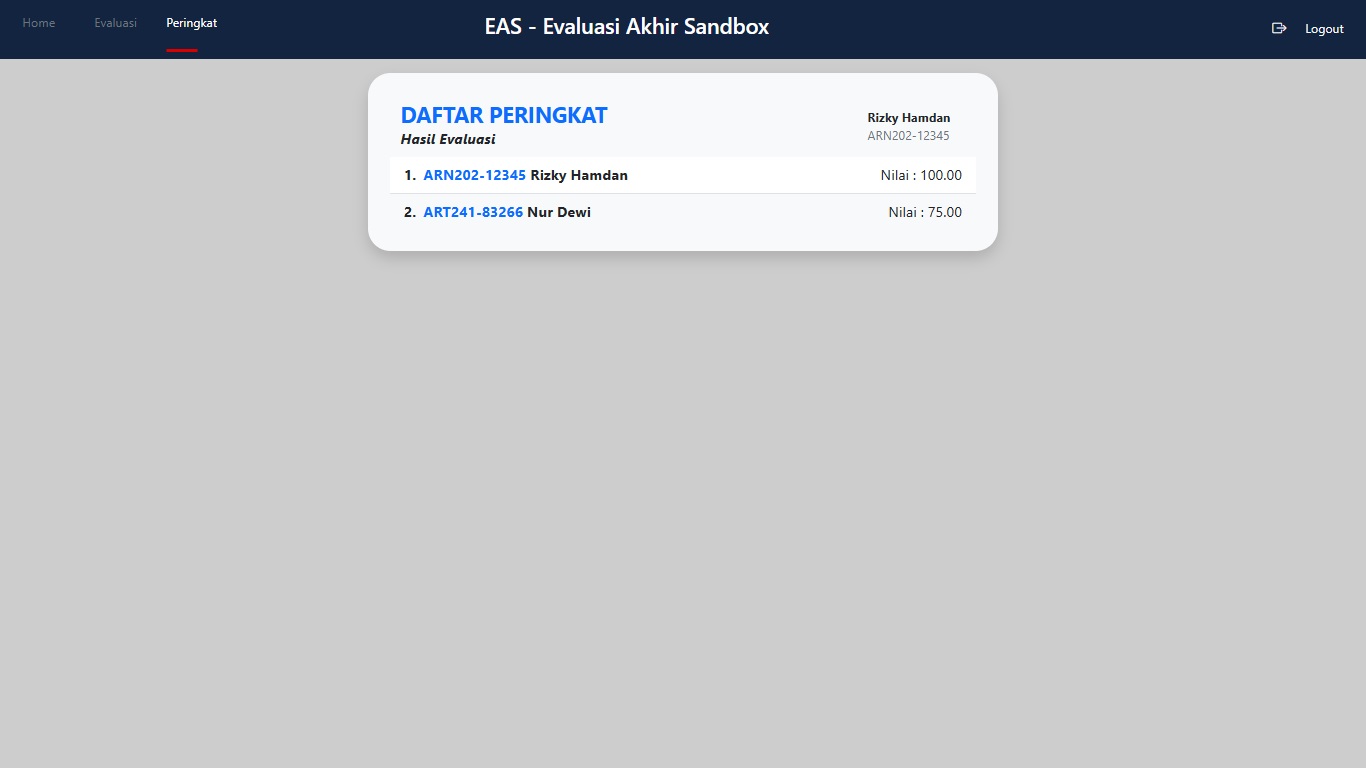 Home Evaluasi Peringkat EAS - Evaluasi Akhir Sandbox Logout
DAFTAR PERINGKAT
Hasil Evaluasi
Rizky Hamdan
ARN202-12345
1. ARN202-12345 Rizky Hamdan Nilai : 100.00
2. ART241-83266 Nur Dewi Nilai : 75.00